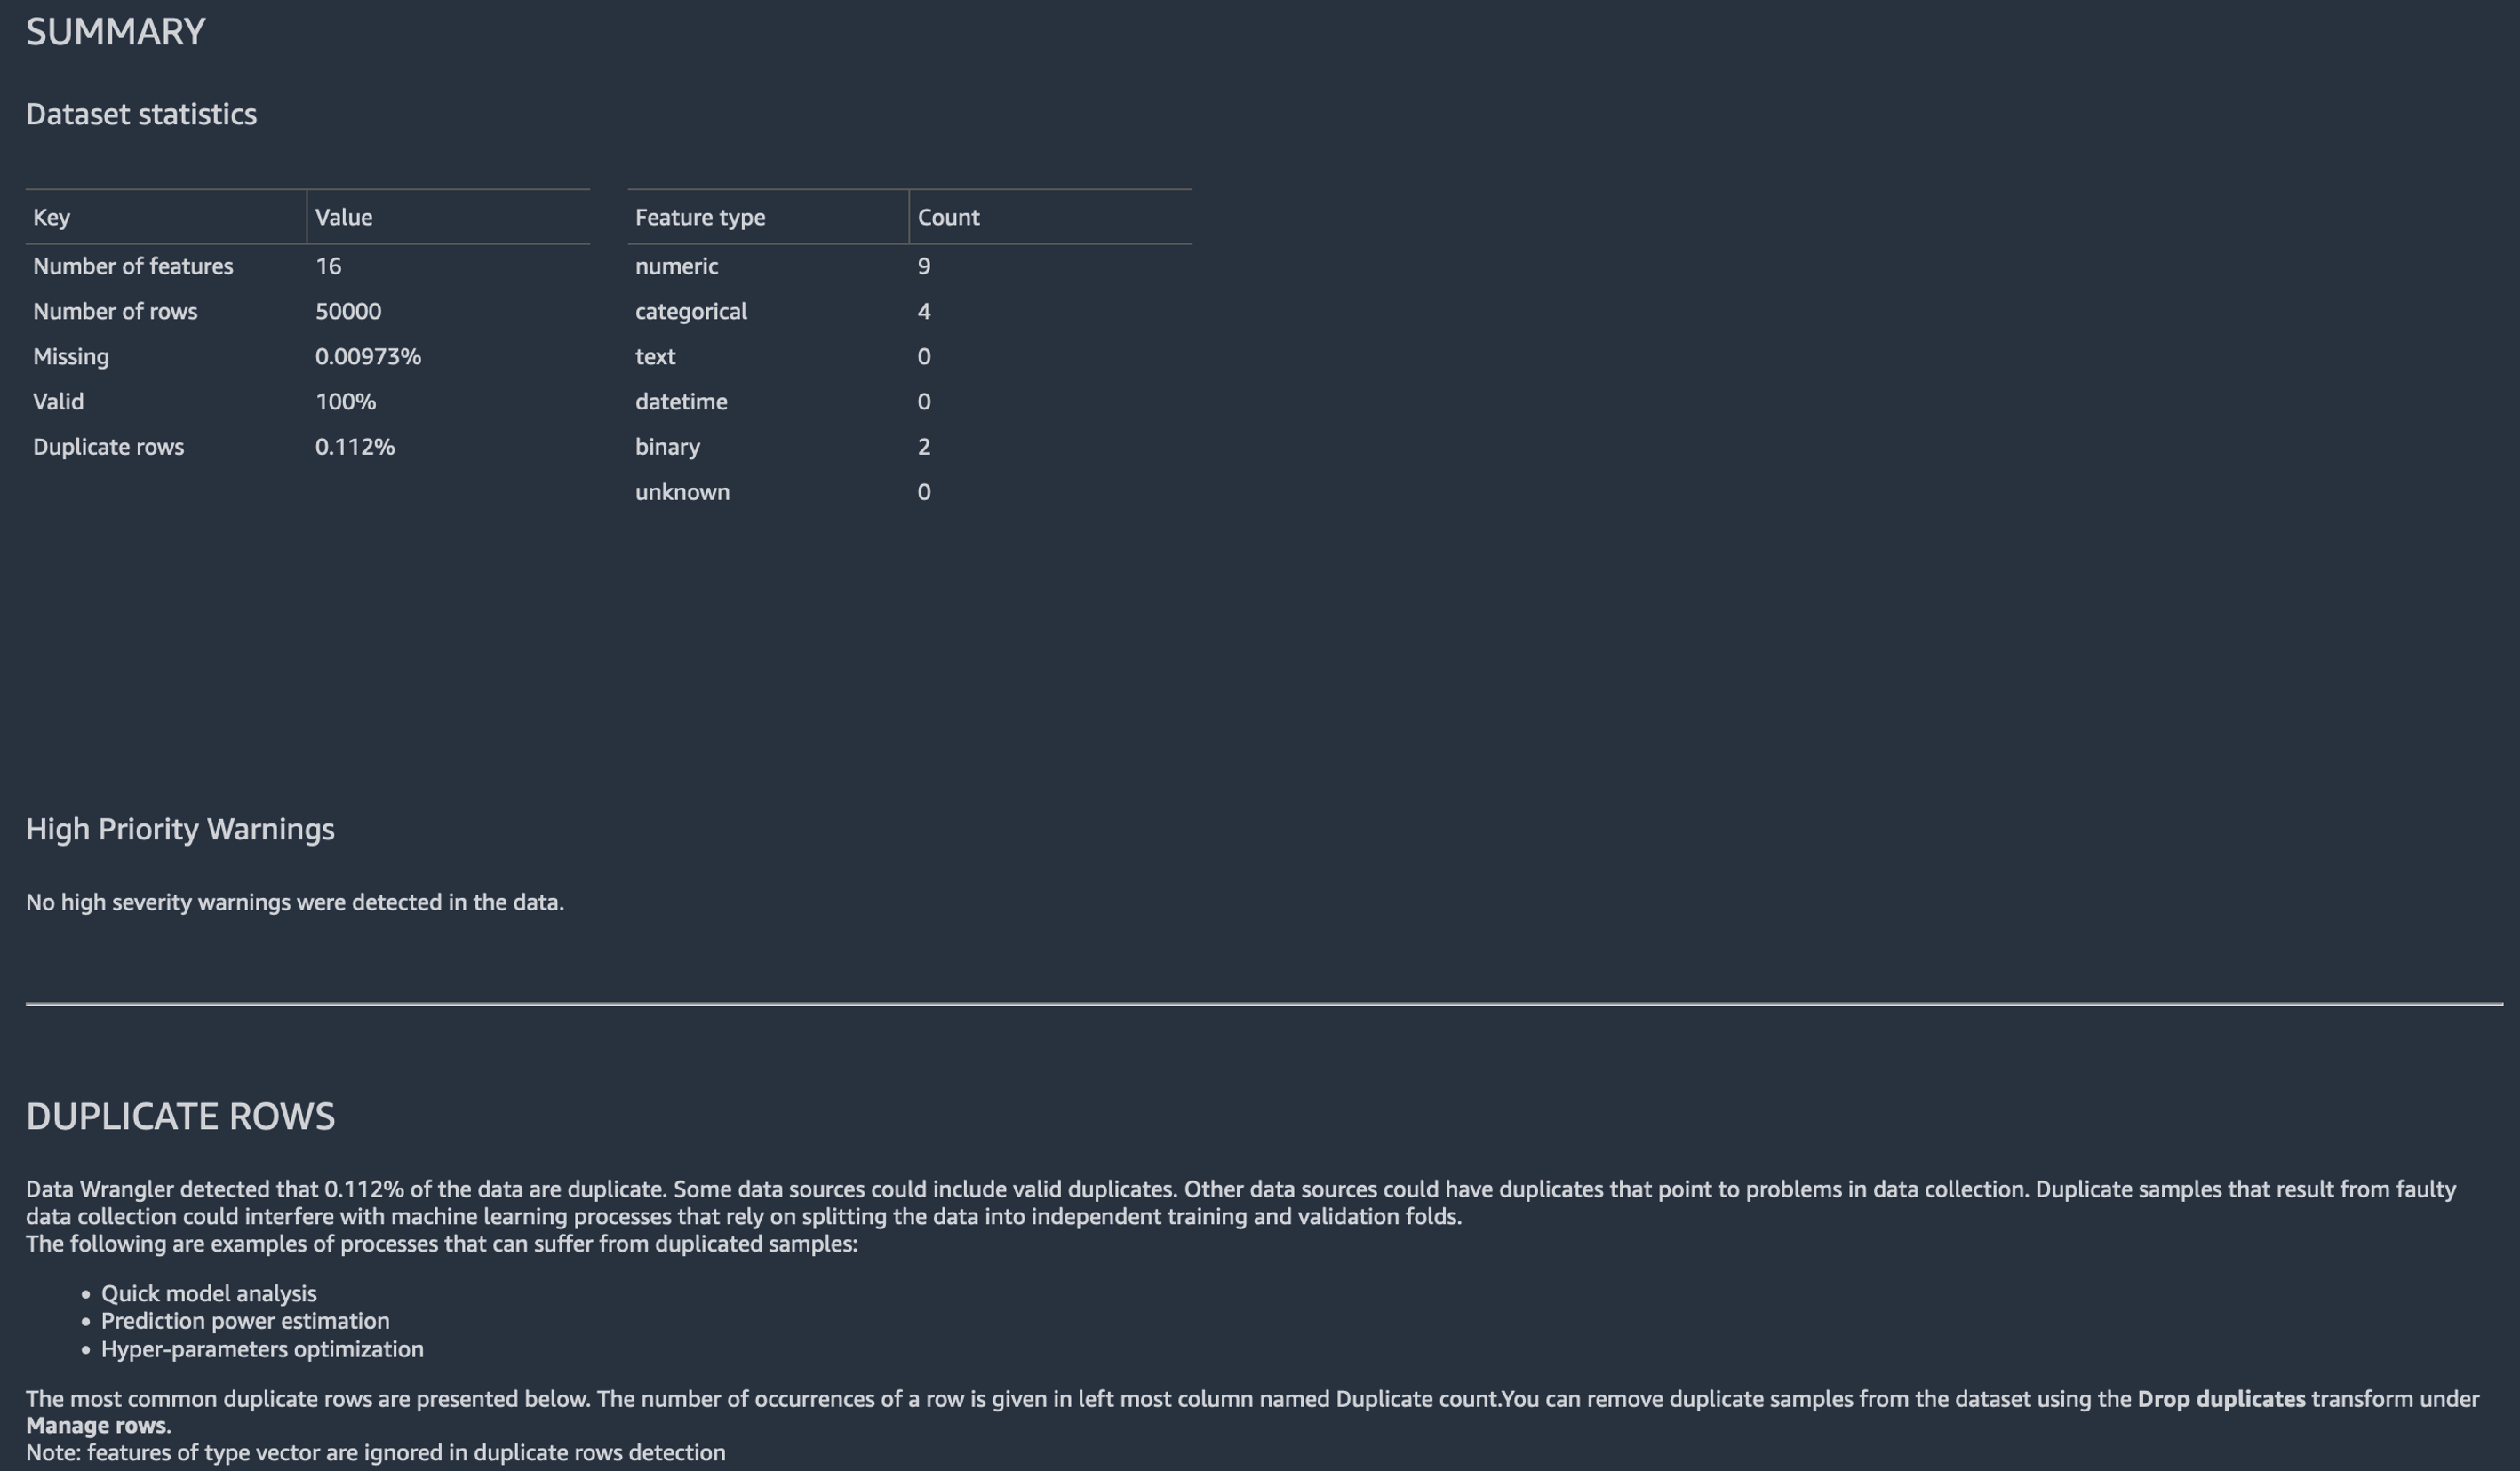 SUMMARY
Dataset statistics
Key Value
Number of features 16
Number of rows 50000
Missing 0.00973%
Valid 100%
Duplicate rows 0.112%
Feature type Count
numeric 9
categorical 4
text 0
datetime 0
binary 2
unknown 0
High Priority Warnings
No high severity warnings were detected in the data.
DUPLICATE ROWS
Data Wrangler detected that 0.112% of the data are duplicate. Some data sources could include valid duplicates. Other data sources could have duplicates that point to problems in data collection. Duplicate samples that result from faulty
data collection could interfere with machine learning processes that rely on splitting the data into independent training and validation folds.
The following are examples of processes that can suffer from duplicated samples:
• Quick model analysis
• Prediction power estimation
• Hyper-parameters optimization
The most common duplicate rows are presented below. The number of occurrences of a row is given in left most column named Duplicate count.You can remove duplicate samples from the dataset using the Drop duplicates transform under
Manage rows.
Note: features of type vector are ignored in duplicate rows detection